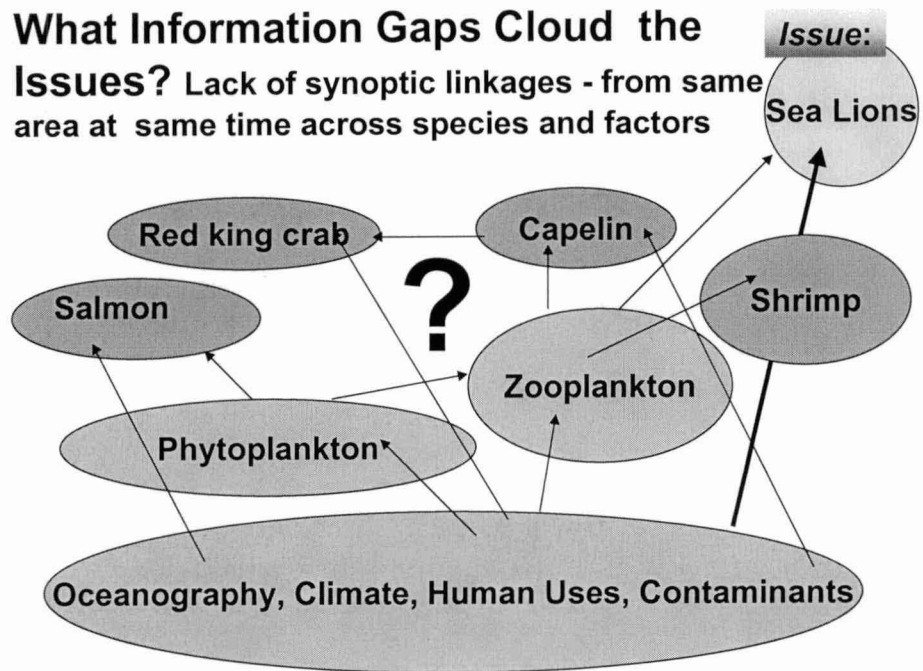 What Information Gaps Cloud the
Issues? Lack of synoptic linkages - from same
area at same time across species and factors
Issue:
Sea Lions
Red king crab
Capelin
?
Salmon
Shrimp
Zooplankton
Phytoplankton
Oceanography, Climate, Human Uses, Contaminants